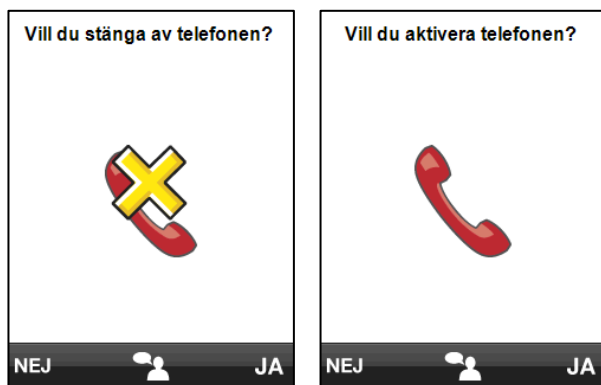 Vill du stänga av telefonen?
NEJ JA
Vill du aktivera telefonen?
NEJ JA